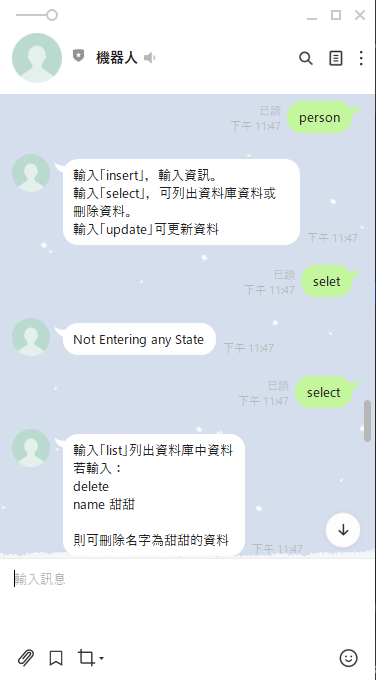 機器人
已讀
下午 11:47
person
輸入「insert」，輸入資訊。
輸入「select」，可列出資料庫資料或
刪除資料。
輸入「update」可更新資料
下午 11:47
已讀
下午 11:47
selet
Not Entering any State
下午 11:47
已讀
下午 11:47
select
輸入「list」列出資料庫中資料
若輸入：
delete
name 甜甜
則可刪除名字為甜甜的資料
下午 11:47
輸入訊息